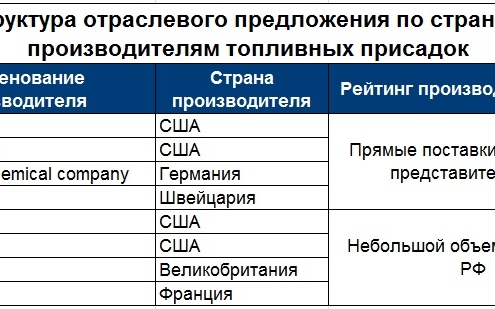 руктура отраслевого предложения по стран
производителям топливных присадок
енование
зводителя
Страна
производителя
Рейтинг производ
США
США
emical company Германия
Швейцария
Прямые поставки
представите
США
США
Великобритания
Франция
Небольшой объем
РФ